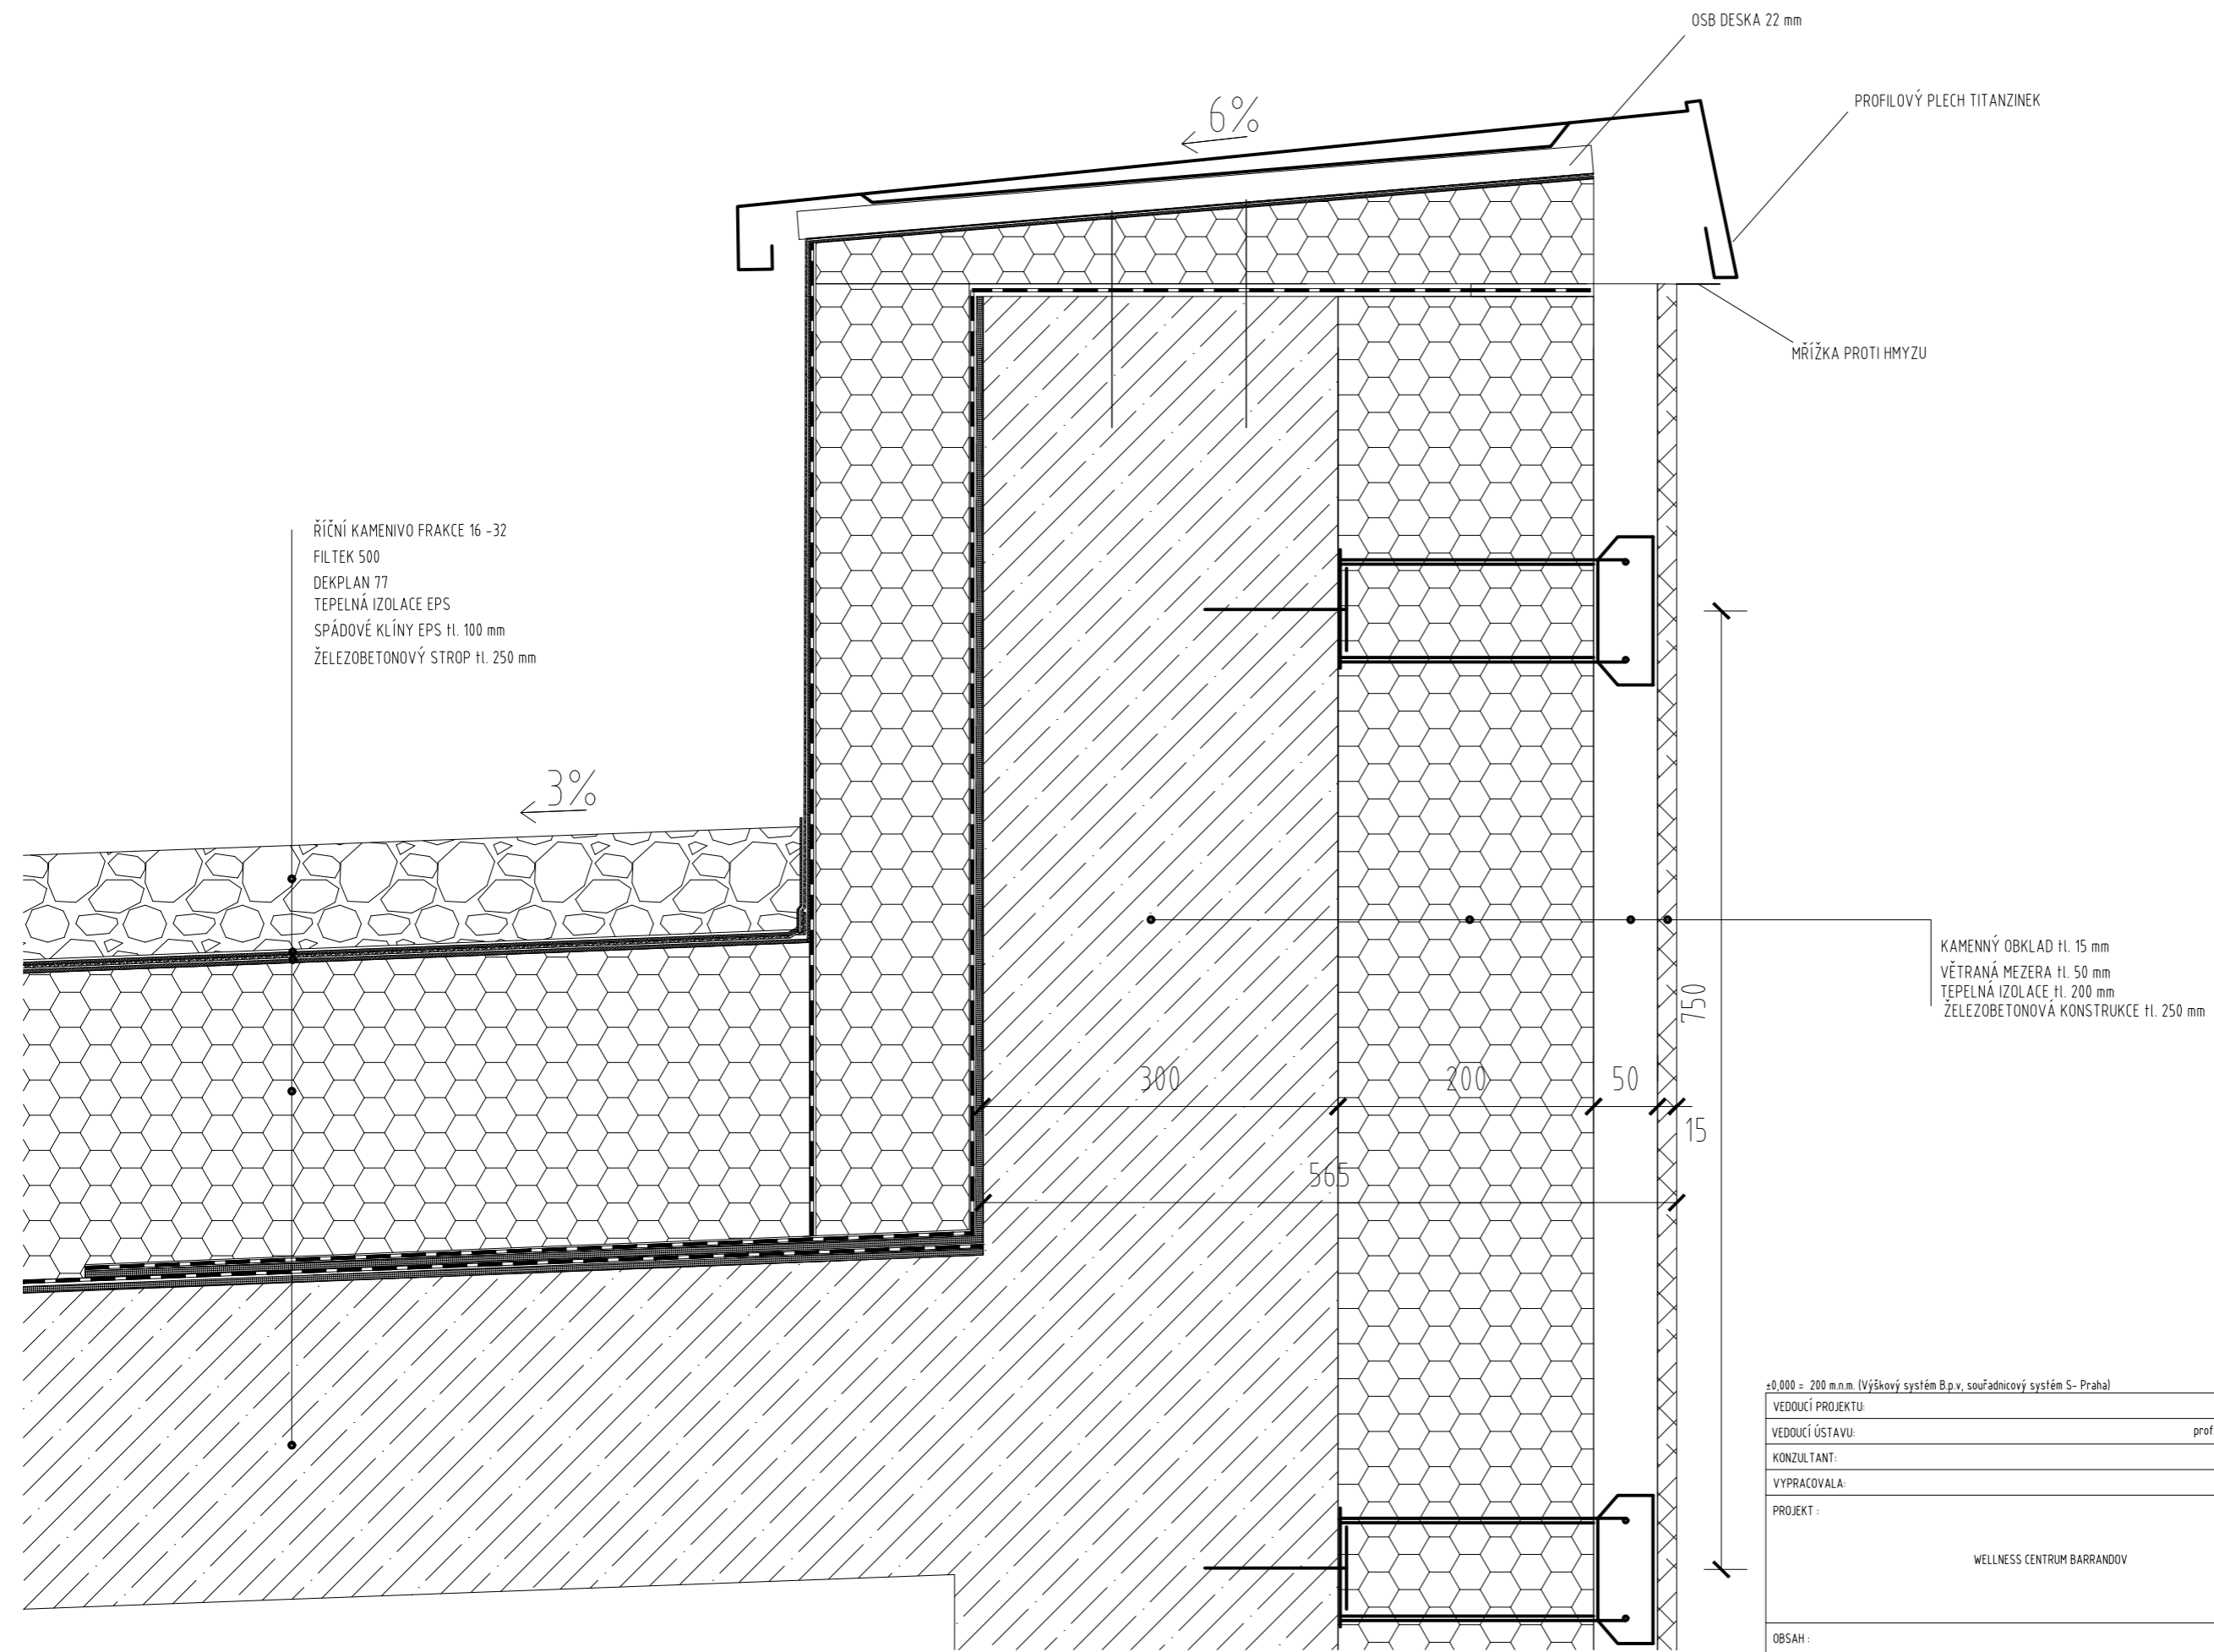 OSB DESKA 22 mm
PROFILOVÝ PLECH TITANZINEK
6%
MŘÍŽKA PROTI HMYZU
ŘÍČNÍ KAMENIVO FRAKCE 16 -32
FILTEK 500
DEKPLAN 77
TEPELNÁ IZOLACE EPS
SPÁDOVÉ KLÍNY EPS tl. 100 mm
ŽELEZOBETONOVÝ STROP tl. 250 mm
3%
KAMENNÝ OBKLAD tl. 15 mm
VĚTRANÁ MEZERA tl. 50 mm
TEPELNÁ IZOLACE tl. 200 mm
ŽELEZOBETONOVÁ KONSTRUKCE tl. 250 mm
750
300
200
50
15
565
±0,000 = 200 m.n.m. (Výškový systém B.p.v, souřadnicový systém S- Praha)
VEDOUCÍ PROJEKTU:
VEDOUCÍ ÚSTAVU: prof
KONZULTANT:
VYPRACOVALA:
PROJEKT :
WELLNESS CENTRUM BARRANDOV
OBSAH :